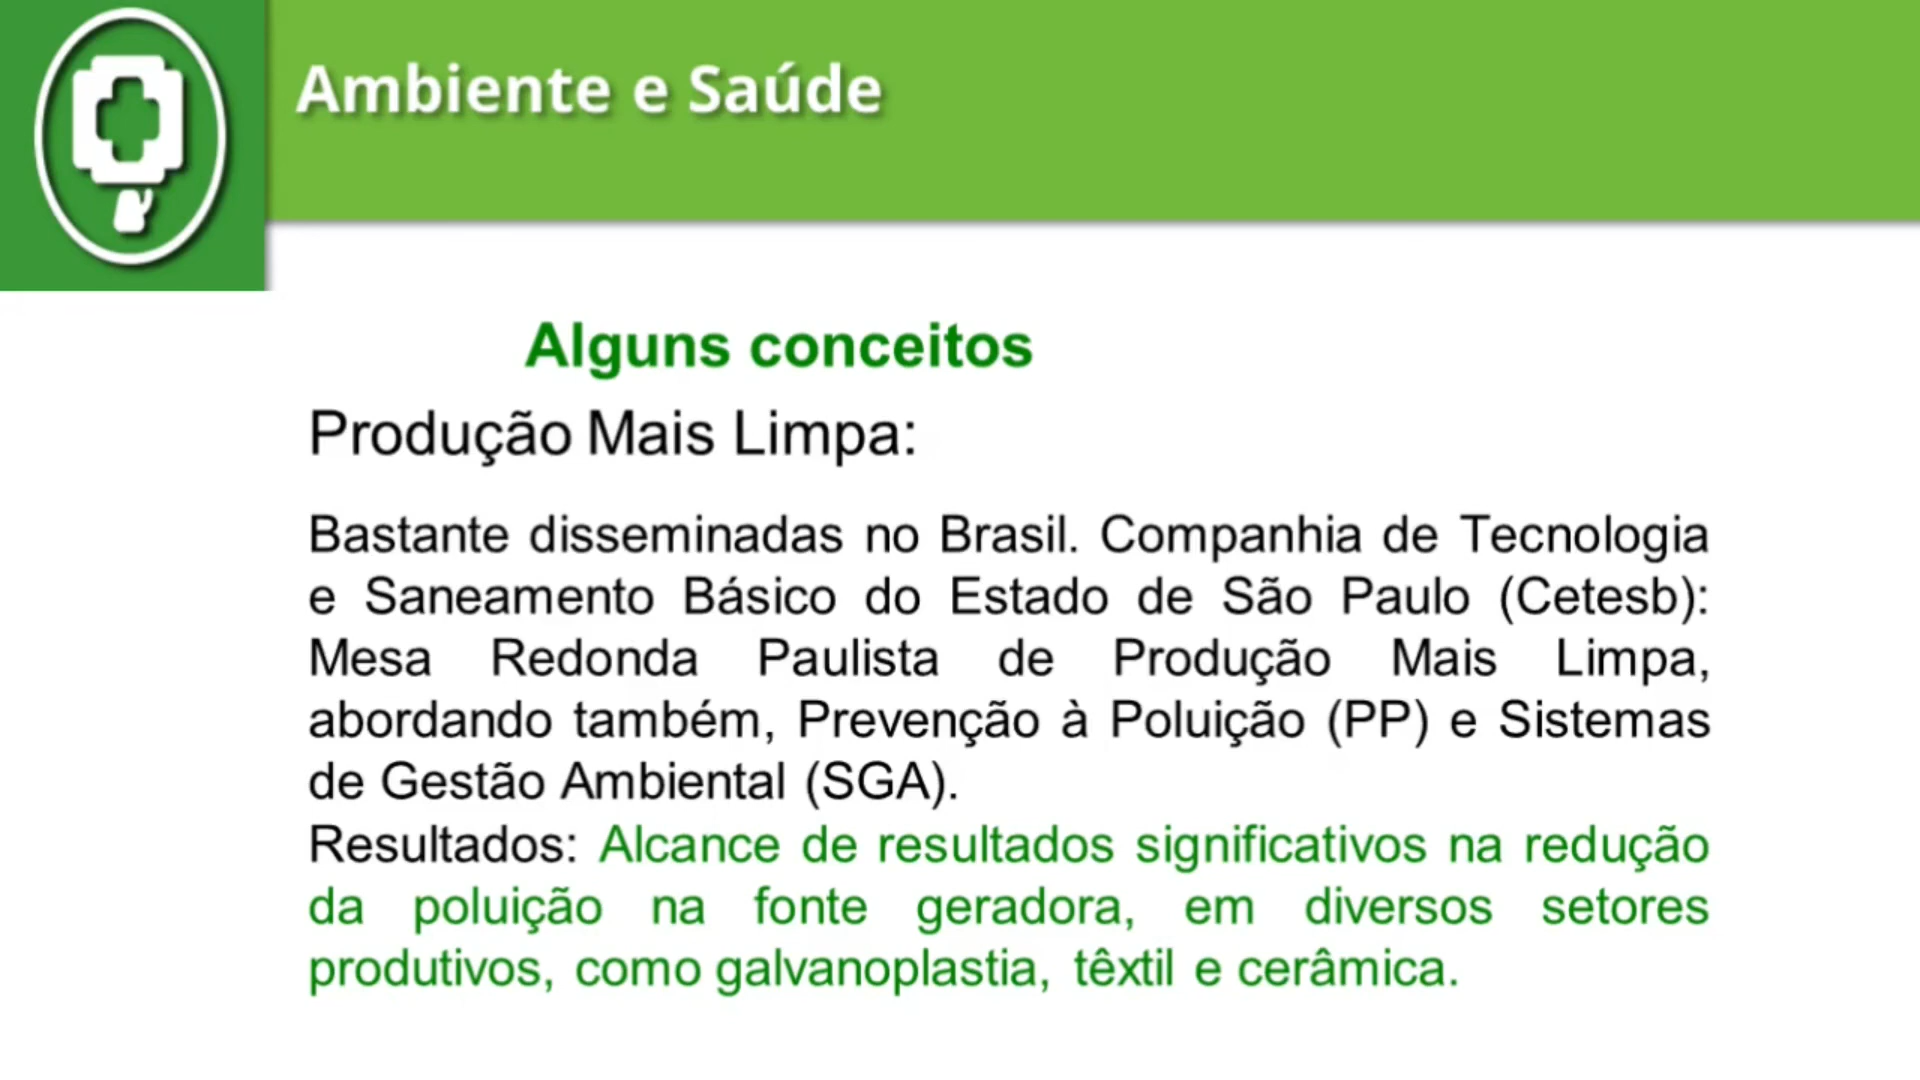 Ambiente e Saúde
Alguns conceitos
Produção Mais Limpa:
Bastante disseminadas no Brasil. Companhia de Tecnologia
e Saneamento Básico do Estado de São Paulo (Cetesb):
Mesa Redonda Paulista de Produção Mais Limpa,
abordando também, Prevenção à Poluição (PP) e Sistemas
de Gestão Ambiental (SGA).
Resultados: Alcance de resultados significativos na redução
da poluição na fonte geradora, em diversos setores
produtivos, como galvanoplastia, têxtil e cerâmica.